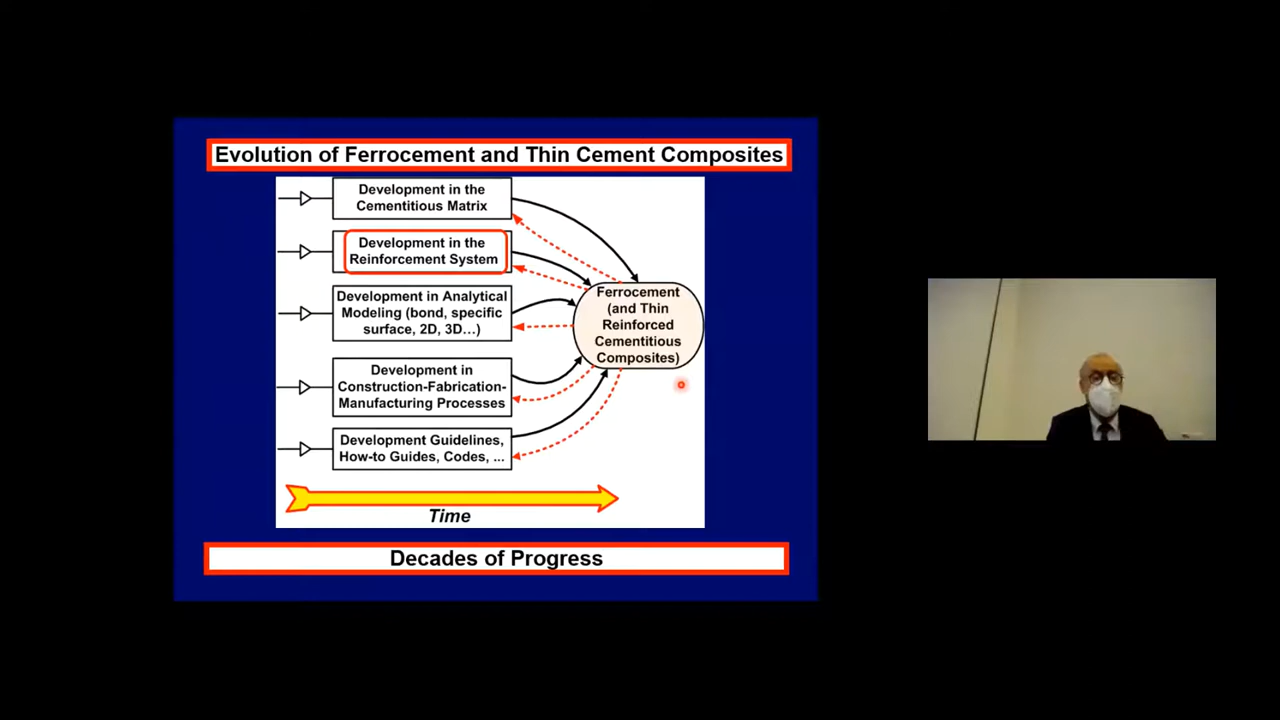 Evolution of Ferrocement and Thin Cement Composites
Development in the
Cementitious Matrix
Development in the
Reinforcement System
Development in Analytical
Modeling (bond, specific
surface, 2D, 3D...)
Development in
Construction-Fabrication-
Manufacturing Processes
Development Guidelines,
How-to Guides, Codes, ...
Ferrocement
(and Thin
Reinforced
Cementitious
Composites)
Time
Decades of Progress